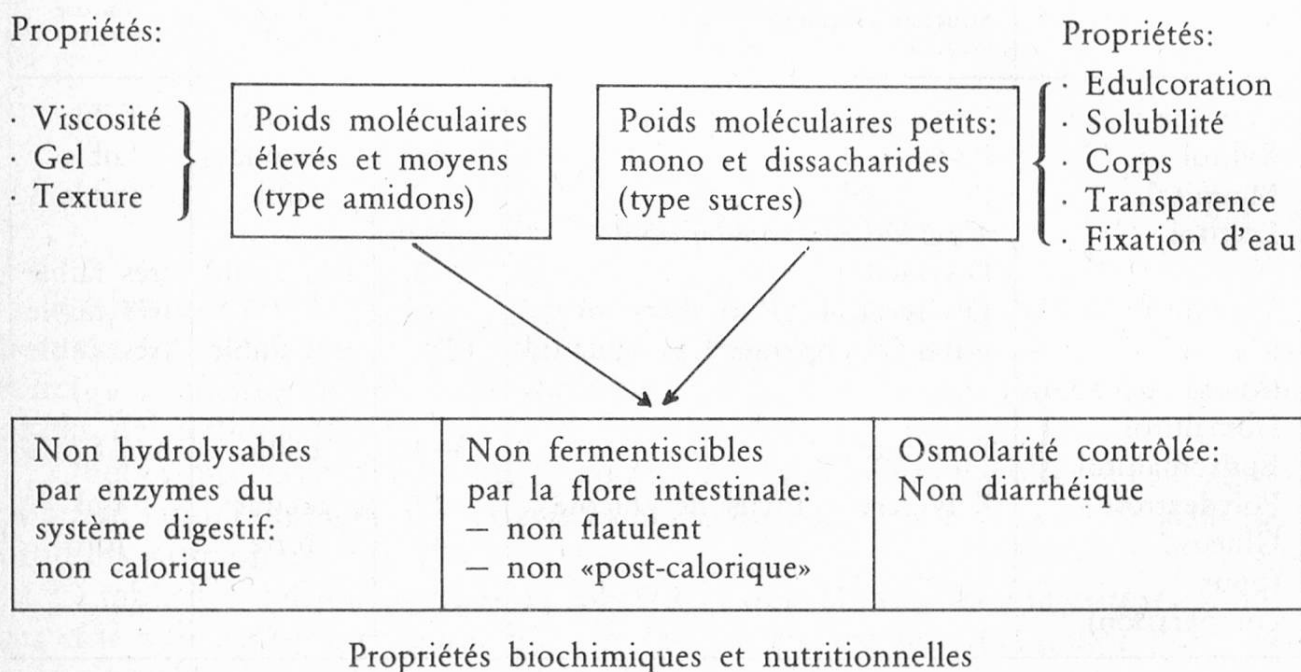 Propriétés:
· Viscosité
· Gel
· Texture
Poids moléculaires
élevés et moyens
(type amidons)
Poids moléculaires petits:
mono et dissacharides
(type sucres)
Propriétés:
· Edulcoration
· Solubilité
· Corps
· Transparence
· Fixation d'eau
Non hydrolysables
par enzymes du
système digestif:
non calorique
Non fermentiscibles
par la flore intestinale:
— non flatulent
— non «post-calorique»
Osmolarité contrôlée:
Non diarrhéique
Propriétés biochimiques et nutritionnelles